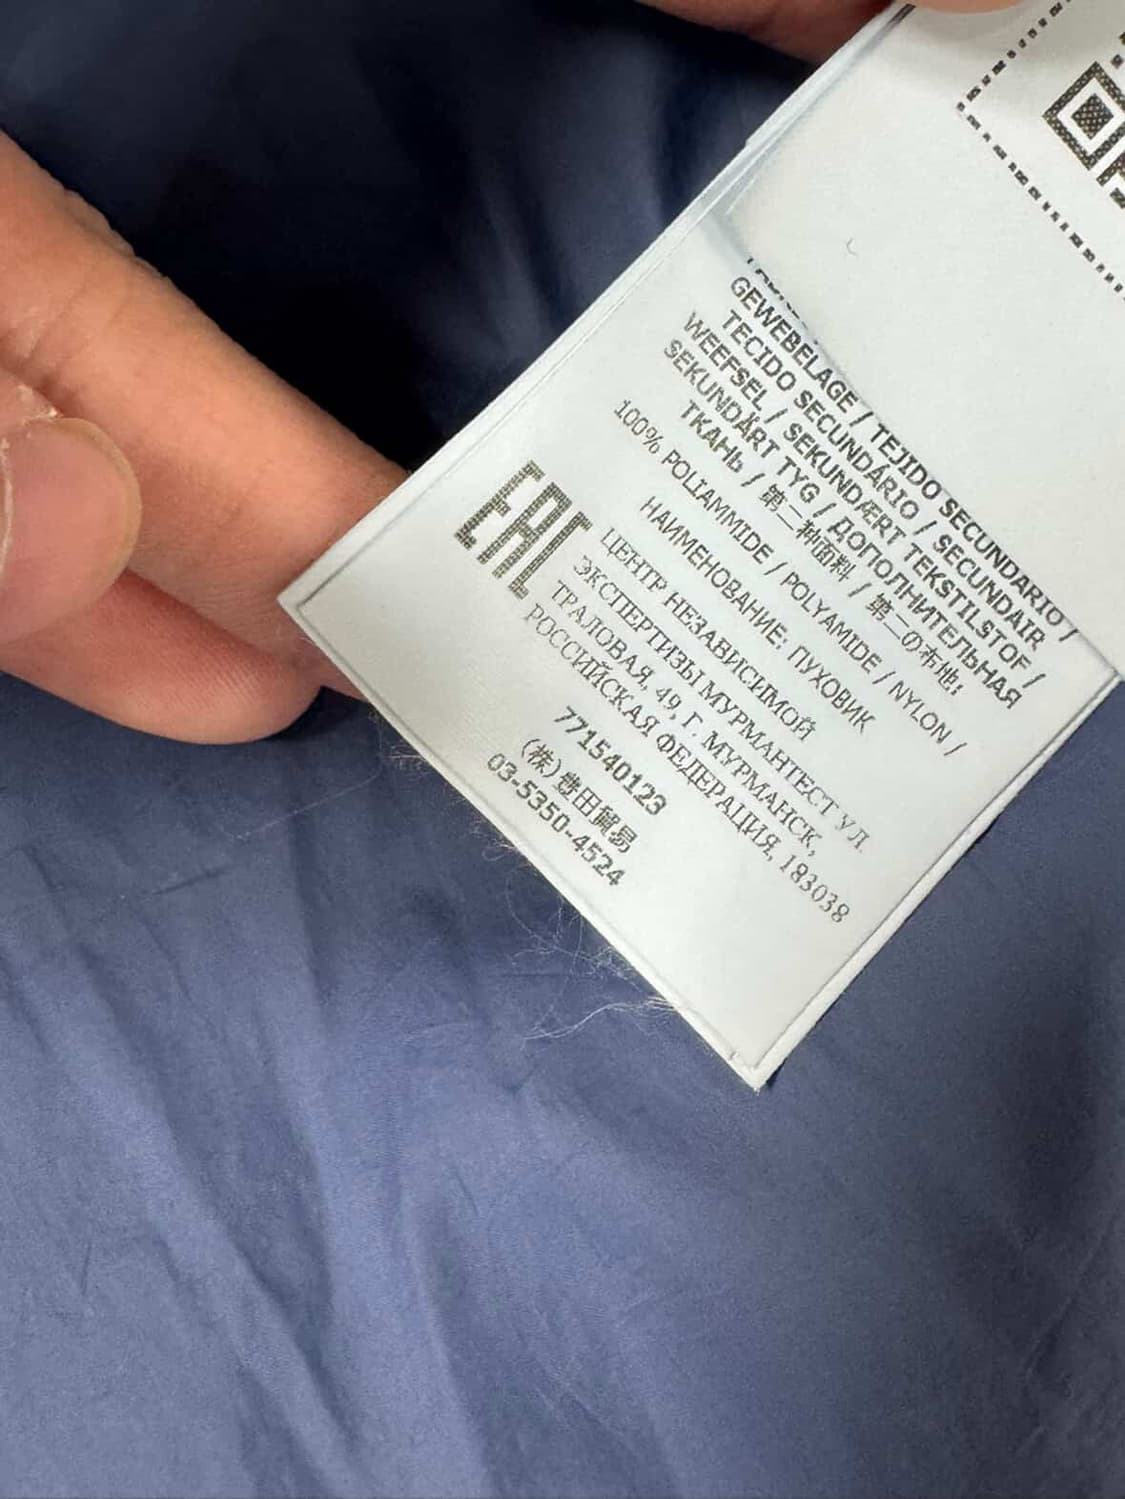 GEWEBELAGE / TEJIDO SECUNDARIO /
TECIDO SECUNDÁRIO / SECUNDAIR
WEEFSEL / SEKUNDÆRT TEKSTILSTOF /
SEKUNDÄRT TYG / ДОПОЛНИТЕЛЬНАЯ
ТКАНЬ / 第二种面料 / 第二の布地:
100% POLIAMMIDE / POLYAMIDE / NYLON /
НАИМЕНОВАНИЕ: ПУХОВИК
EAC
ЦЕНТР НЕЗАВИСИМОЙ
ЭКСПЕРТИЗЫ МУРМАНТЕСТ УЛ.
ТРАЛОВАЯ, 49, Г. МУРМАНСК,
РОССИЙСКАЯ ФЕДЕРАЦИЯ, 183038
771540123
(株)豊田貿易
03-5350-4524